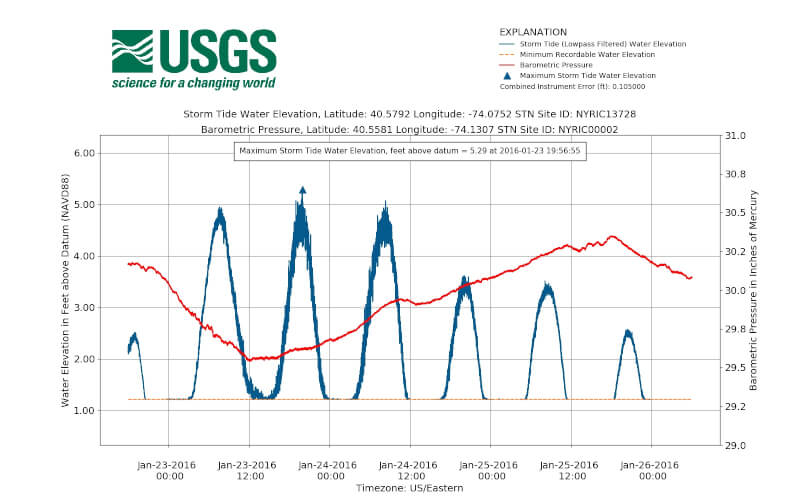 USGS
science for a changing world
EXPLANATION
Storm Tide (Lowpass Filtered) Water Elevation
Minimum Recordable Water Elevation
Barometric Pressure
Maximum Storm Tide Water Elevation
Combined Instrument Error (ft): 0.105000
Storm Tide Water Elevation, Latitude: 40.5792 Longitude: -74.0752 STN Site ID: NYRIC13728
Barometric Pressure, Latitude: 40.5581 Longitude: -74.1307 STN Site ID: NYRIC00002
Maximum Storm Tide Water Elevation, feet above datum = 5.29 at 2016-01-23 19:56:55
Water Elevation in Feet above Datum (NAVD88)
6.00
5.00
4.00
3.00
2.00
1.00
31.0
30.8
30.5
30.2
30.0
29.8
29.5
29.2
29.0
Barometric Pressure in Inches of Mercury
Jan-23-2016 00:00
Jan-23-2016 12:00
Jan-24-2016 00:00
Jan-24-2016 12:00
Jan-25-2016 00:00
Jan-25-2016 12:00
Jan-26-2016 00:00
Timezone: US/Eastern